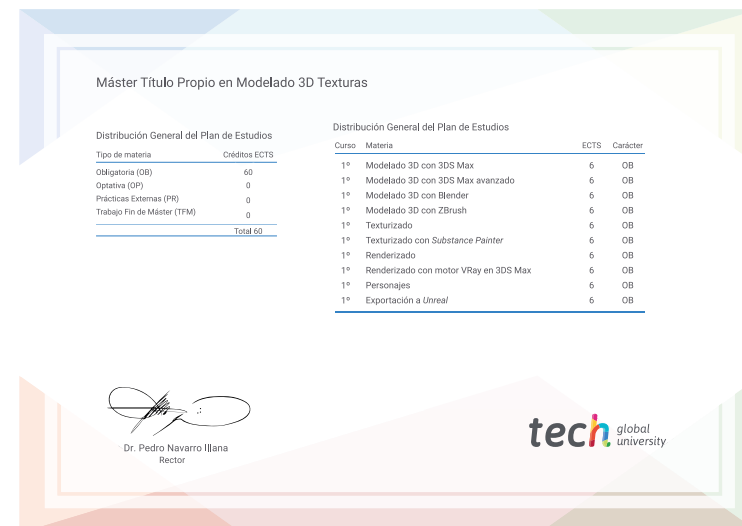 Máster Título Propio en Modelado 3D Texturas
Distribución General del Plan de Estudios
Tipo de materia Créditos ECTS
Obligatoria (OB) 60
Optativa (OP) 0
Prácticas Externas (PR) 0
Trabajo Fin de Máster (TFM) 0
Total 60
Distribución General del Plan de Estudios
Curso Materia ECTS Carácter
1º Modelado 3D con 3DS Max 6 OB
1º Modelado 3D con 3DS Max avanzado 6 OB
1º Modelado 3D con Blender 6 OB
1º Modelado 3D con ZBrush 6 OB
1º Texturizado 6 OB
1º Texturizado con Substance Painter 6 OB
1º Renderizado 6 OB
1º Renderizado con motor VRay en 3DS Max 6 OB
1º Personajes 6 OB
1º Exportación a Unreal 6 OB
Dr. Pedro Navarro Illana
Rector
tech global
university